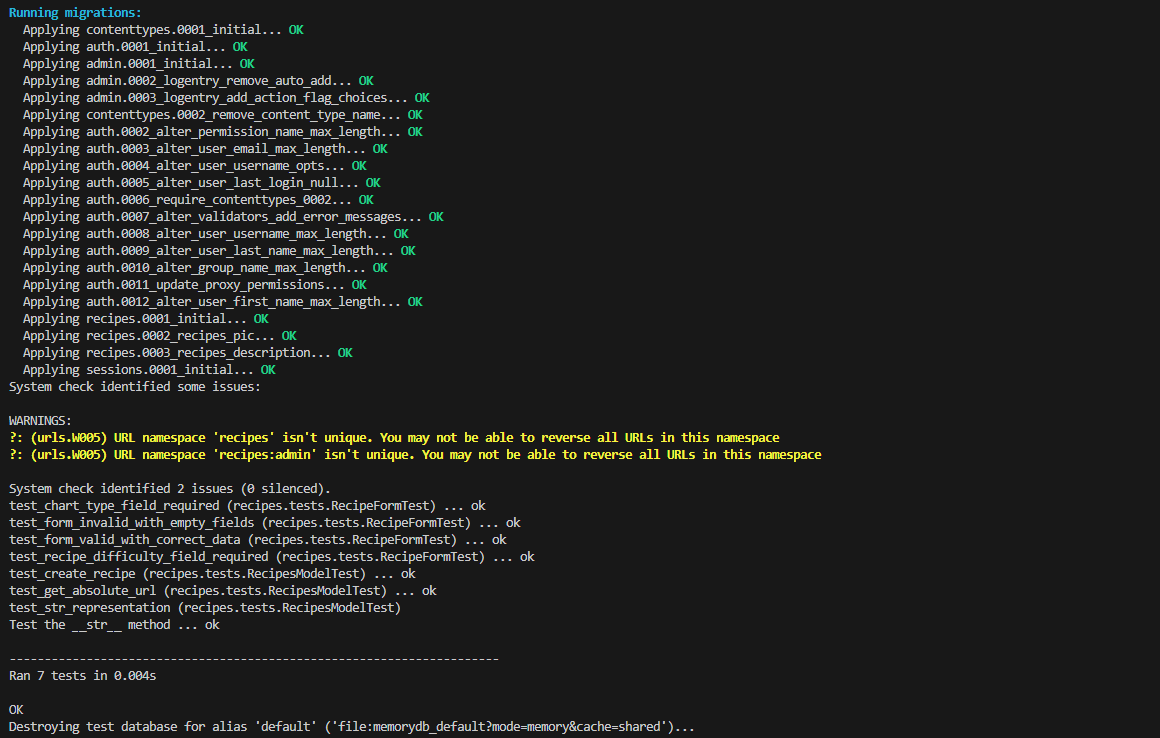 Running migrations:
  Applying contenttypes.0001_initial... OK
  Applying auth.0001_initial... OK
  Applying admin.0001_initial... OK
  Applying admin.0002_logentry_remove_auto_add... OK
  Applying admin.0003_logentry_add_action_flag_choices... OK
  Applying contenttypes.0002_remove_content_type_name... OK
  Applying auth.0002_alter_permission_name_max_length... OK
  Applying auth.0003_alter_user_email_max_length... OK
  Applying auth.0004_alter_user_username_opts... OK
  Applying auth.0005_alter_user_last_login_null... OK
  Applying auth.0006_require_contenttypes_0002... OK
  Applying auth.0007_alter_validators_add_error_messages... OK
  Applying auth.0008_alter_user_username_max_length... OK
  Applying auth.0009_alter_user_last_name_max_length... OK
  Applying auth.0010_alter_group_name_max_length... OK
  Applying auth.0011_update_proxy_permissions... OK
  Applying auth.0012_alter_user_first_name_max_length... OK
  Applying recipes.0001_initial... OK
  Applying recipes.0002_recipes_pic... OK
  Applying recipes.0003_recipes_description... OK
  Applying sessions.0001_initial... OK
System check identified some issues:

WARNINGS:
?: (urls.W005) URL namespace 'recipes' isn't unique. You may not be able to reverse all URLs in this namespace
?: (urls.W005) URL namespace 'recipes:admin' isn't unique. You may not be able to reverse all URLs in this namespace

System check identified 2 issues (0 silenced).
test_chart_type_field_required (recipes.tests.RecipeFormTest) ... ok
test_form_invalid_with_empty_fields (recipes.tests.RecipeFormTest) ... ok
test_form_valid_with_correct_data (recipes.tests.RecipeFormTest) ... ok
test_recipe_difficulty_field_required (recipes.tests.RecipeFormTest) ... ok
test_create_recipe (recipes.tests.RecipesModelTest) ... ok
test_get_absolute_url (recipes.tests.RecipesModelTest) ... ok
test_str_representation (recipes.tests.RecipesModelTest)
Test the __str__ method ... ok

----------------------------------------------------------------------
Ran 7 tests in 0.004s

OK
Destroying test database for alias 'default' ('file:memorydb_default?mode=memory&cache=shared')...